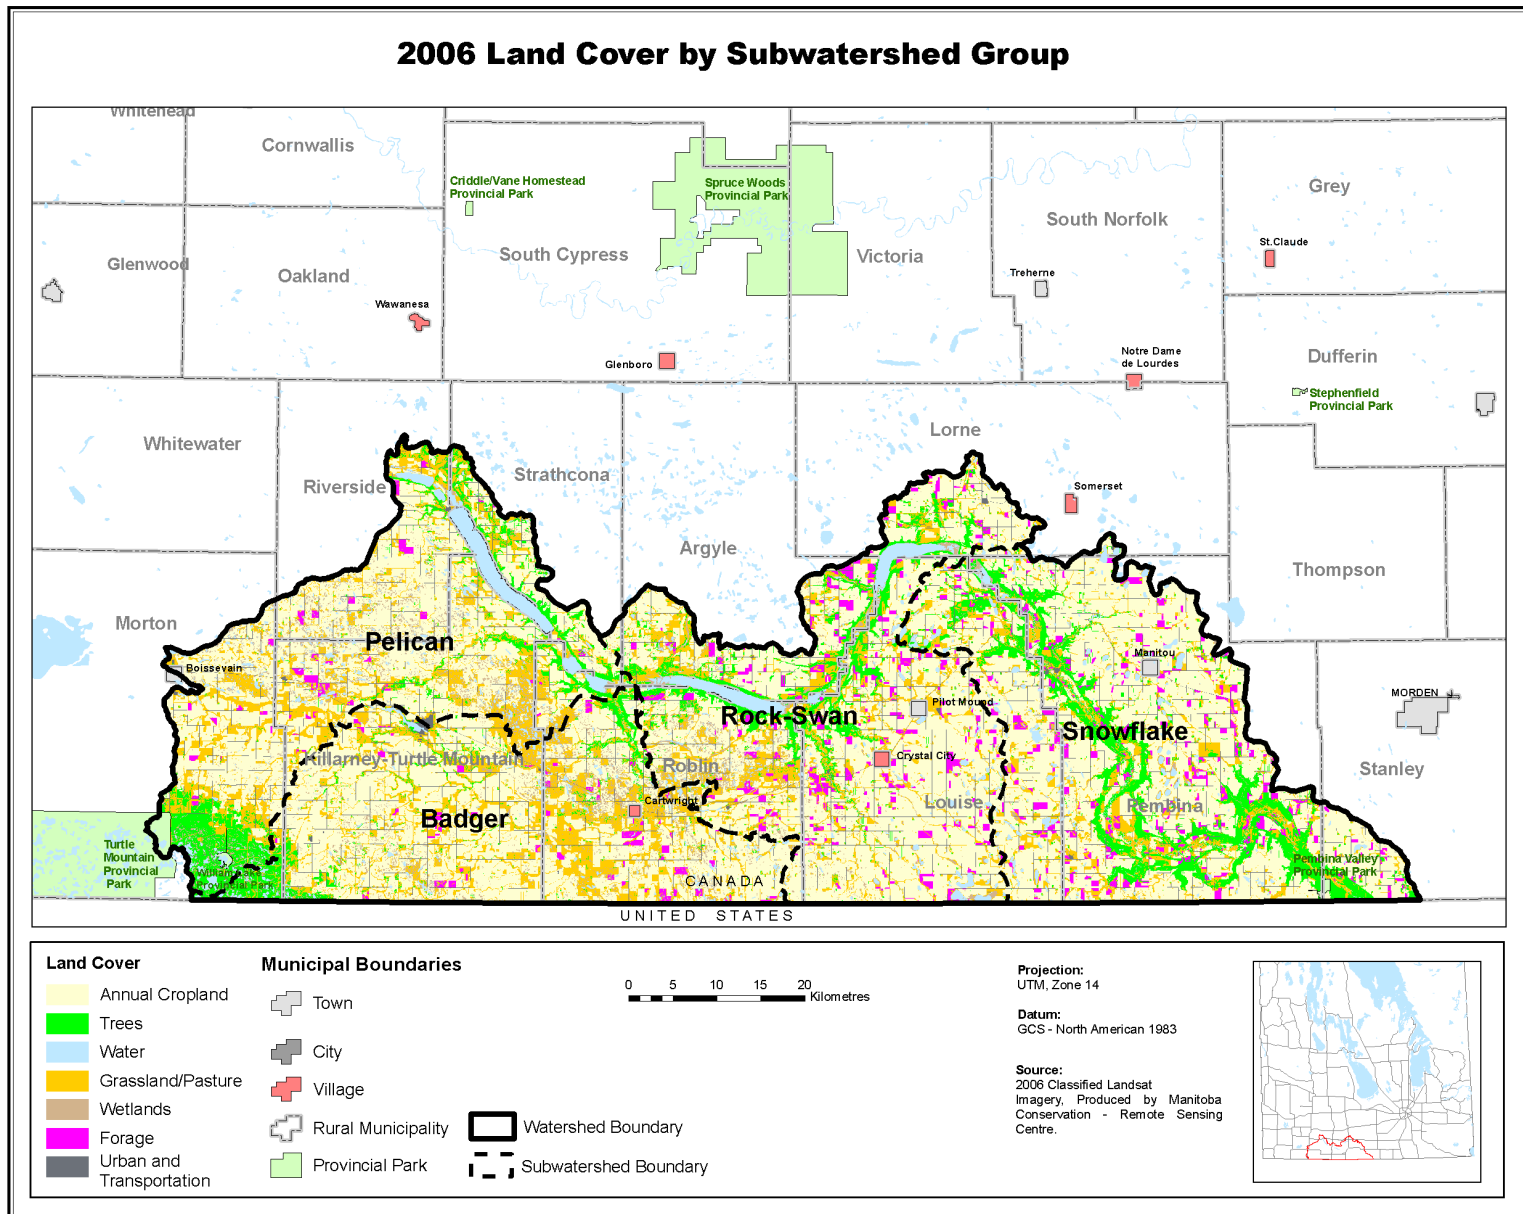 2006 Land Cover by Subwatershed Group
Whitehead
Cornwallis
Criddle/Vane Homestead
Provincial Park
Spruce Woods
Provincial Park
Grey
South Norfolk
Glenwood
Oakland
South Cypress
Victoria
St.Claude
Treherne
Wawanesa
Glenboro
Notre Dame
de Lourdes
Dufferin
Stephenfield
Provincial Park
Whitewater
Riverside
Strathcona
Lorne
Somerset
Argyle
Thompson
Morton
Pelican
Boissevain
Manitou
MORDEN
Pilot Mound
Rock-Swan
Snowflake
Killarney-Turtle Mountain
Roblin
Crystal City
Stanley
Cartwright
Louise
Pembina
Badger
Turtle
Mountain
Provincial
Park
William Lake
Provincial Park
Pembina Valley
Provincial Park
CANADA
UNITED STATES
Land Cover
Annual Cropland
Trees
Water
Grassland/Pasture
Wetlands
Forage
Urban and
Transportation
Municipal Boundaries
Town
City
Village
Rural Municipality
Provincial Park
Watershed Boundary
Subwatershed Boundary
0 5 10 15 20
Kilometres
Projection:
UTM, Zone 14
Datum:
GCS - North American 1983
Source:
2006 Classified Landsat
Imagery, Produced by Manitoba
Conservation - Remote Sensing
Centre.